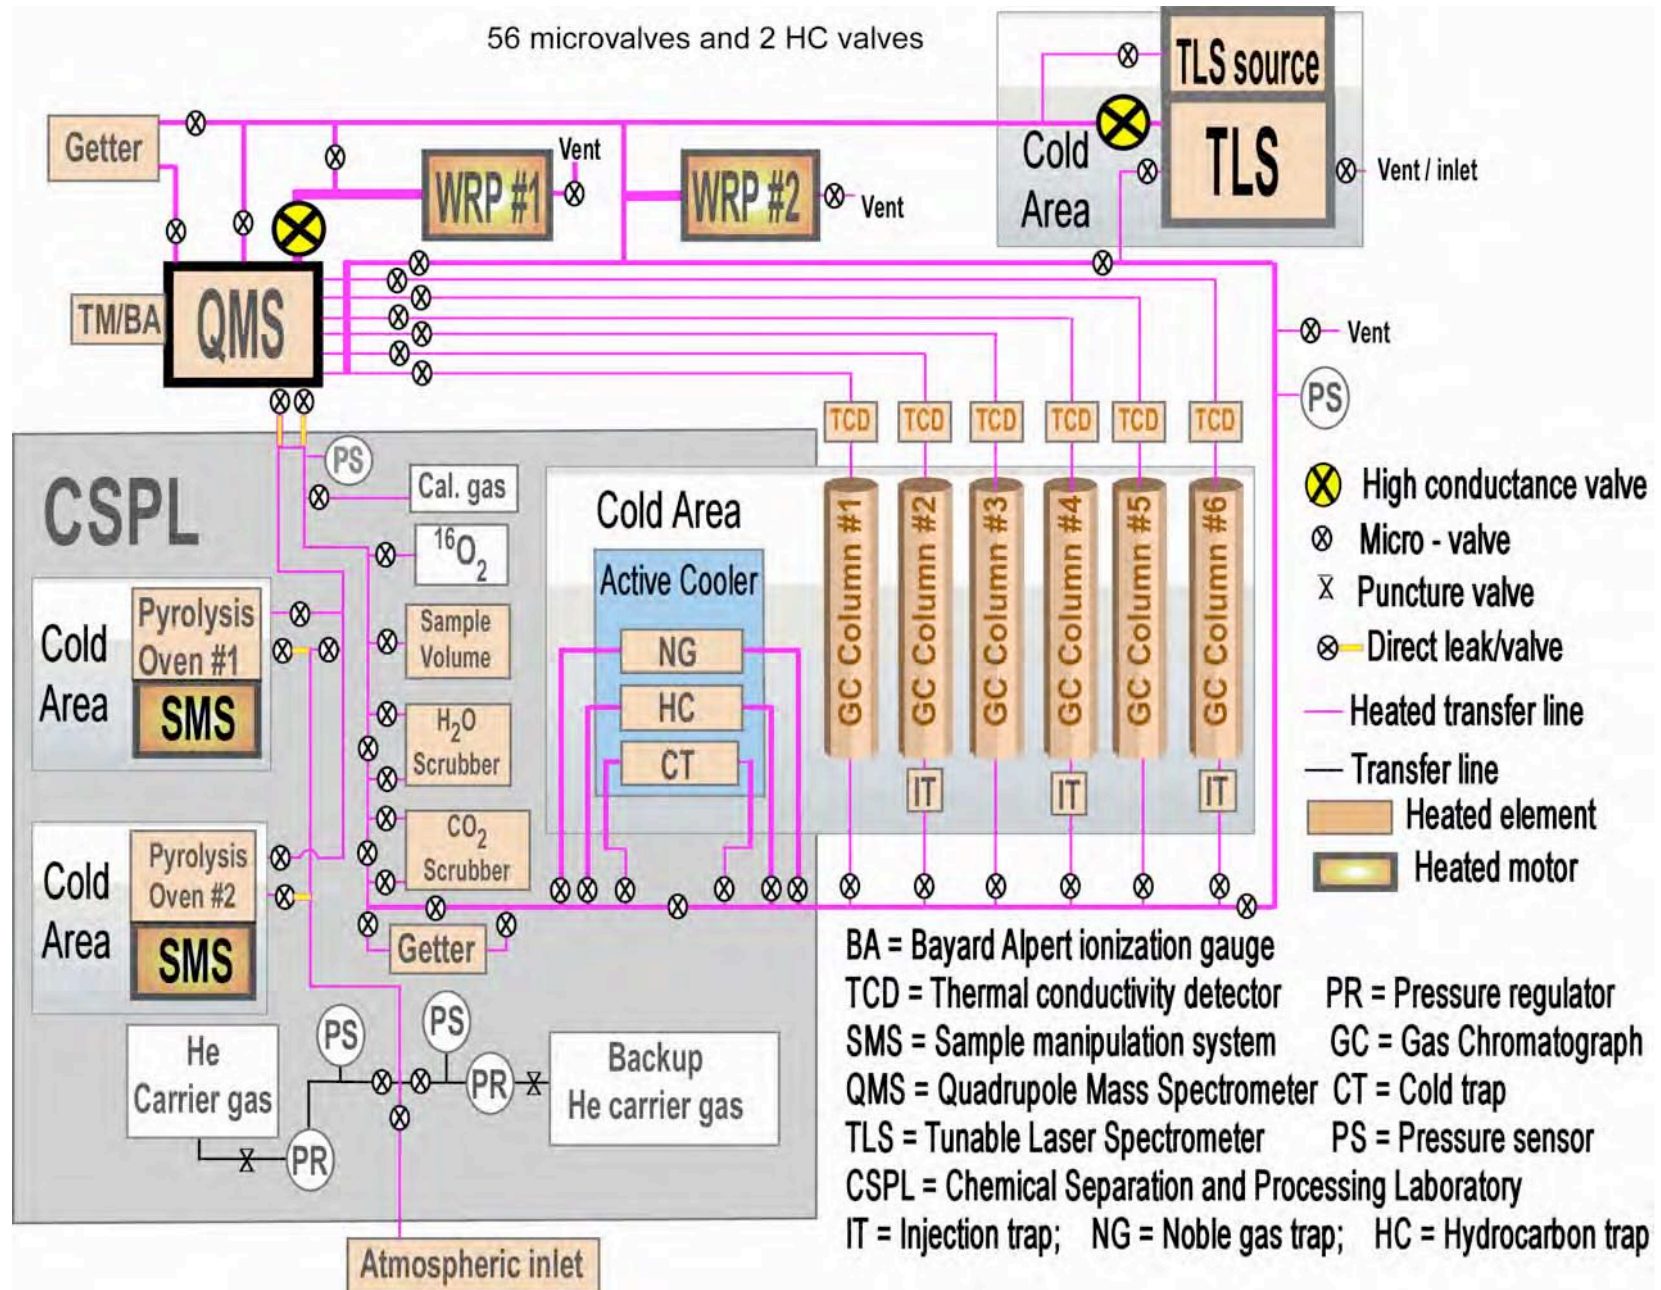 56 microvalves and 2 HC valves
TLS source
TLS
Cold
Area
Vent / inlet
Getter
Vent
WRP #1
WRP #2
Vent
TM/BA
QMS
Vent
PS
TCD
TCD
TCD
TCD
TCD
TCD
CSPL
PS
Cal. gas
16O2
Sample
Volume
H2O
Scrubber
CO2
Scrubber
Getter
Cold
Area
Pyrolysis
Oven #1
SMS
Cold
Area
Pyrolysis
Oven #2
SMS
Cold Area
Active Cooler
NG
HC
CT
GC Column #1
GC Column #2
GC Column #3
GC Column #4
GC Column #5
GC Column #6
IT
IT
IT
He
Carrier gas
PS
PS
PR
PR
Backup
He carrier gas
Atmospheric inlet
High conductance valve
Micro - valve
Puncture valve
Direct leak/valve
Heated transfer line
Transfer line
Heated element
Heated motor
BA = Bayard Alpert ionization gauge
TCD = Thermal conductivity detector PR = Pressure regulator
SMS = Sample manipulation system GC = Gas Chromatograph
QMS = Quadrupole Mass Spectrometer CT = Cold trap
TLS = Tunable Laser Spectrometer PS = Pressure sensor
CSPL = Chemical Separation and Processing Laboratory
IT = Injection trap; NG = Noble gas trap; HC = Hydrocarbon trap